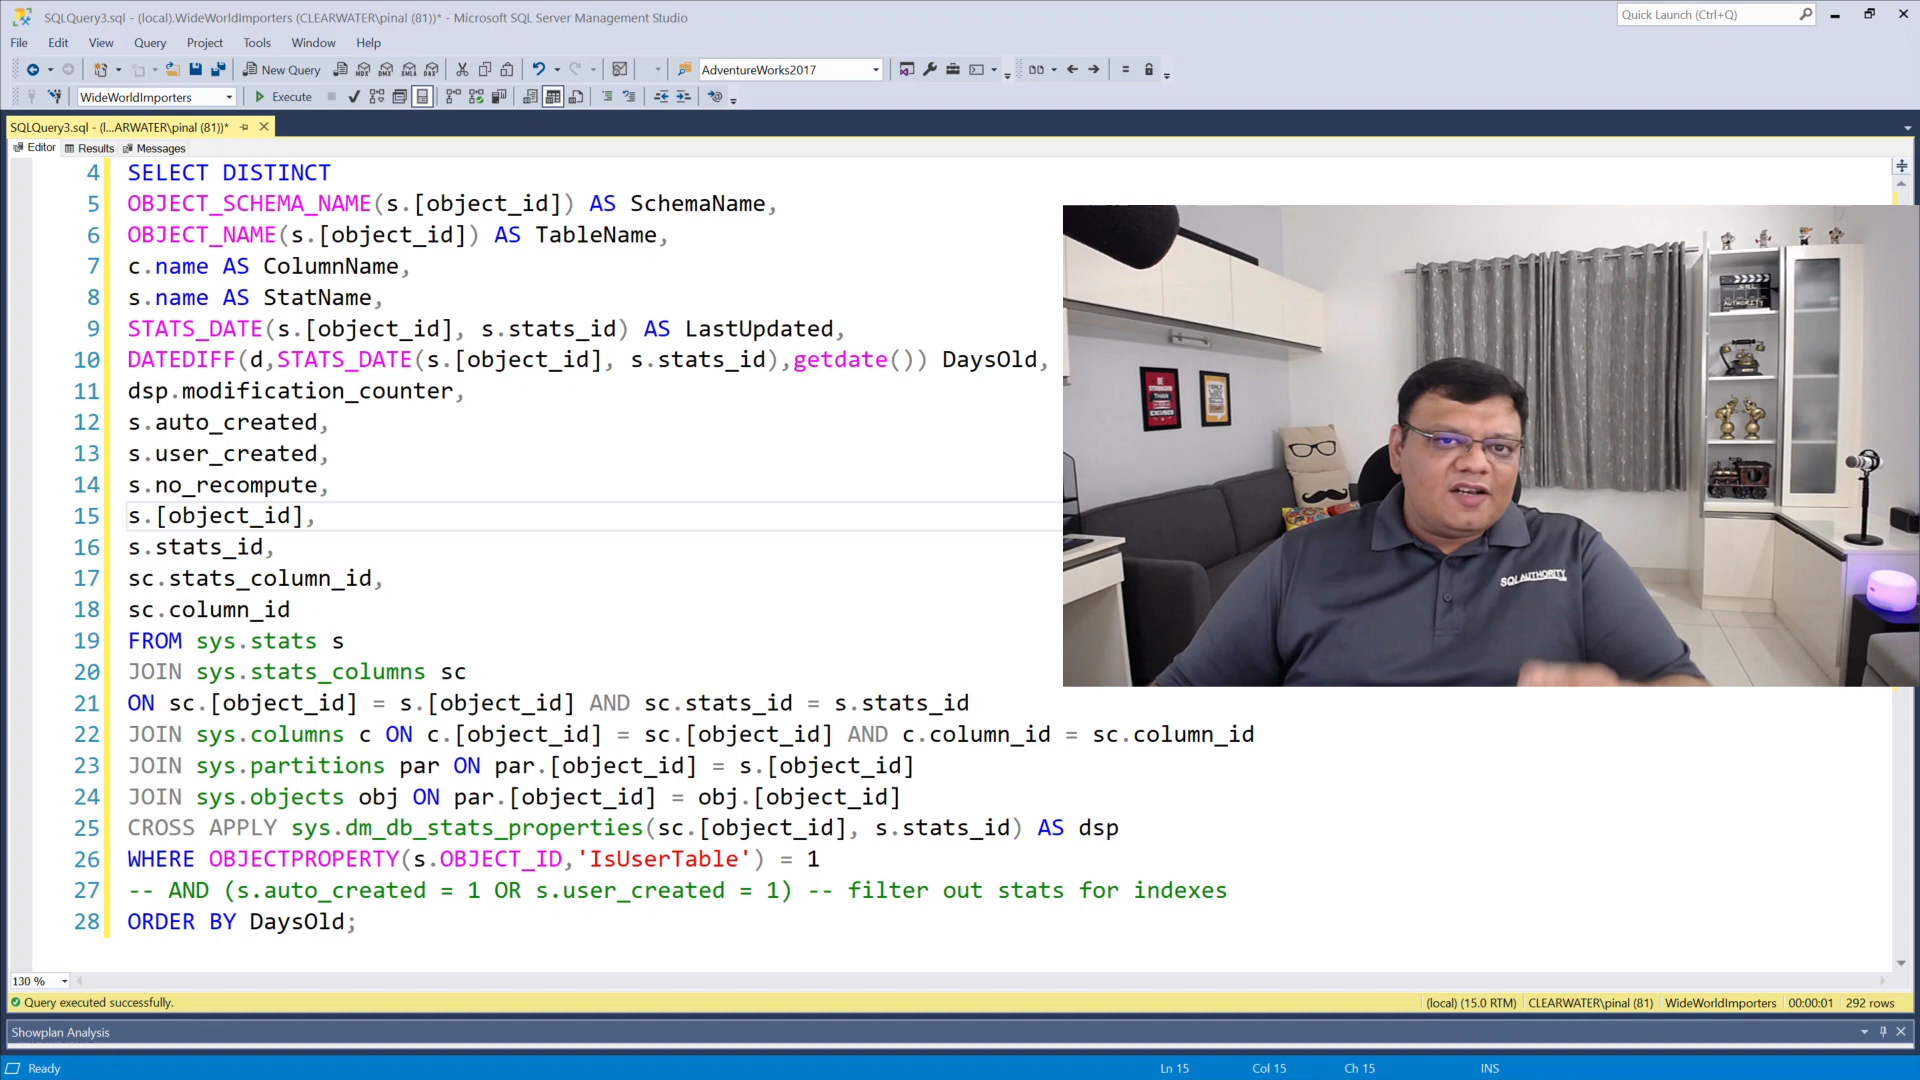 SQLQuery3.sql - (local).WideWorldImporters (CLEARWATER\pinal (81))* - Microsoft SQL Server Management Studio
Quick Launch (Ctrl+Q)
File Edit View Query Project Tools Window Help
New Query
AdventureWorks2017
WideWorldImporters
Execute
SQLQuery3.sql - (l...ARWATER\pinal (81))*
Editor Results Messages
4 SELECT DISTINCT
5 OBJECT_SCHEMA_NAME(s.[object_id]) AS SchemaName,
6 OBJECT_NAME(s.[object_id]) AS TableName,
7 c.name AS ColumnName,
8 s.name AS StatName,
9 STATS_DATE(s.[object_id], s.stats_id) AS LastUpdated,
10 DATEDIFF(d,STATS_DATE(s.[object_id], s.stats_id),getdate()) DaysOld,
11 dsp.modification_counter,
12 s.auto_created,
13 s.user_created,
14 s.no_recompute,
15 s.[object_id],
16 s.stats_id,
17 sc.stats_column_id,
18 sc.column_id
19 FROM sys.stats s
20 JOIN sys.stats_columns sc
21 ON sc.[object_id] = s.[object_id] AND sc.stats_id = s.stats_id
22 JOIN sys.columns c ON c.[object_id] = sc.[object_id] AND c.column_id = sc.column_id
23 JOIN sys.partitions par ON par.[object_id] = s.[object_id]
24 JOIN sys.objects obj ON par.[object_id] = obj.[object_id]
25 CROSS APPLY sys.dm_db_stats_properties(sc.[object_id], s.stats_id) AS dsp
26 WHERE OBJECTPROPERTY(s.OBJECT_ID,'IsUserTable') = 1
27 -- AND (s.auto_created = 1 OR s.user_created = 1) -- filter out stats for indexes
28 ORDER BY DaysOld;
SQL
AUTHORITY
BE
STRONGER
THAN
EXCUSES
SQLAUTHORITY
130 %
Query executed successfully.
(local) (15.0 RTM) CLEARWATER\pinal (81) WideWorldImporters 00:00:01 292 rows
Showplan Analysis
Ready
Ln 15 Col 15 Ch 15 INS